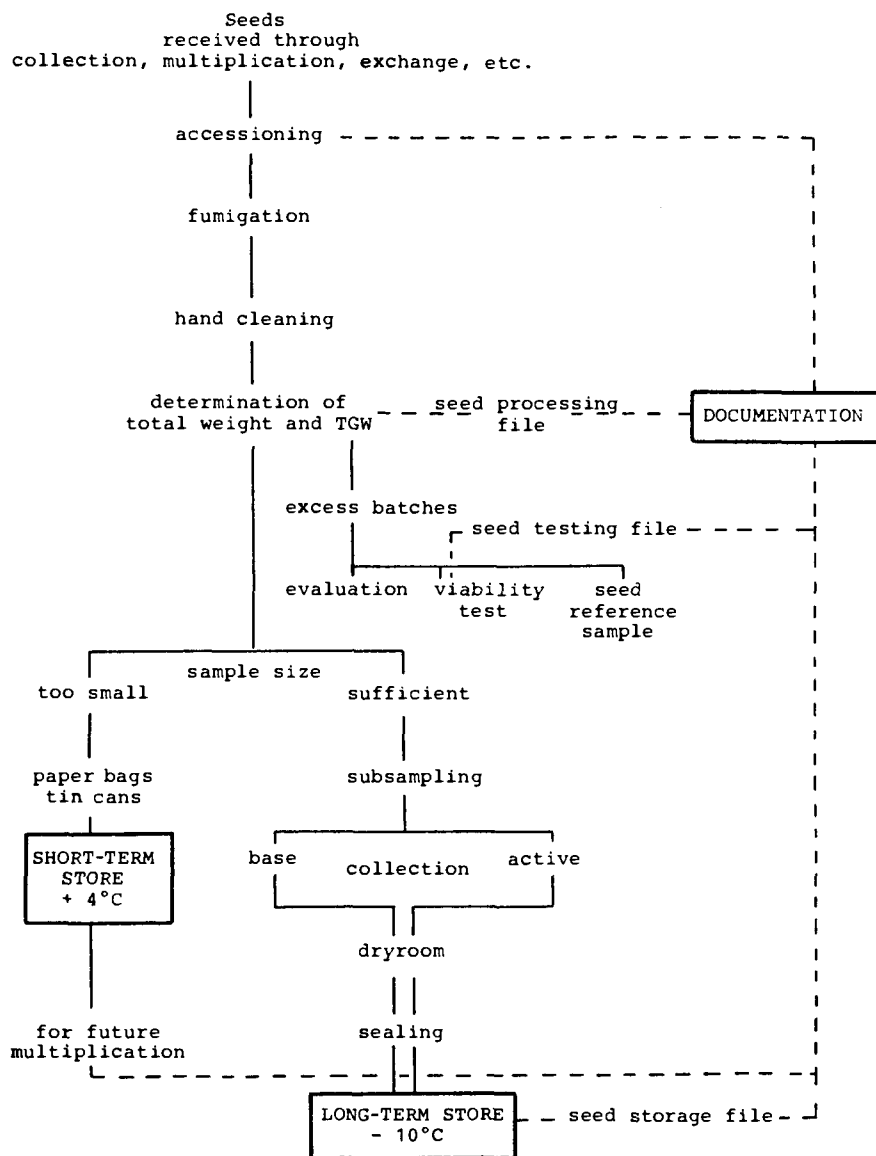 Seeds
received through
collection, multiplication, exchange, etc.
accessioning
fumigation
hand cleaning
determination of
total weight and TGW
seed processing
file
DOCUMENTATION
excess batches
seed testing file
evaluation
viability
test
seed
reference
sample
sample size
too small
sufficient
paper bags
tin cans
subsampling
SHORT-TERM
STORE
+ 4°C
base
collection
active
dryroom
for future
multiplication
sealing
LONG-TERM STORE
- 10°C
seed storage file